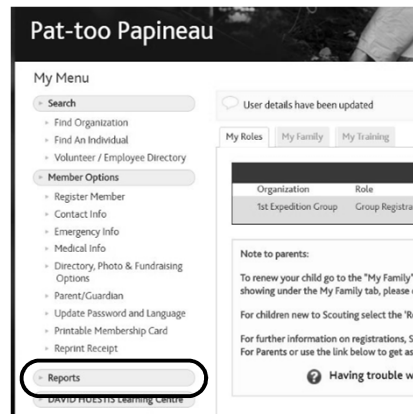 Pat-too Papineau
My Menu
Search
Find Organization
Find An Individual
Volunteer / Employee Directory
Member Options
Register Member
Contact Info
Emergency Info
Medical Info
Directory, Photo & Fundraising
Options
Parent/Guardian
Update Password and Language
Printable Membership Card
Reprint Receipt
Reports
DAVID HUESTIS Learning Centre
User details have been updated
My Roles My Family My Training
Organization Role
1st Expedition Group Group Registra
Note to parents:
To renew your child go to the "My Family"
showing under the My Family tab, please
For children new to Scouting select the 'R
For further information on registrations, S
For Parents or use the link below to get as
Having trouble w